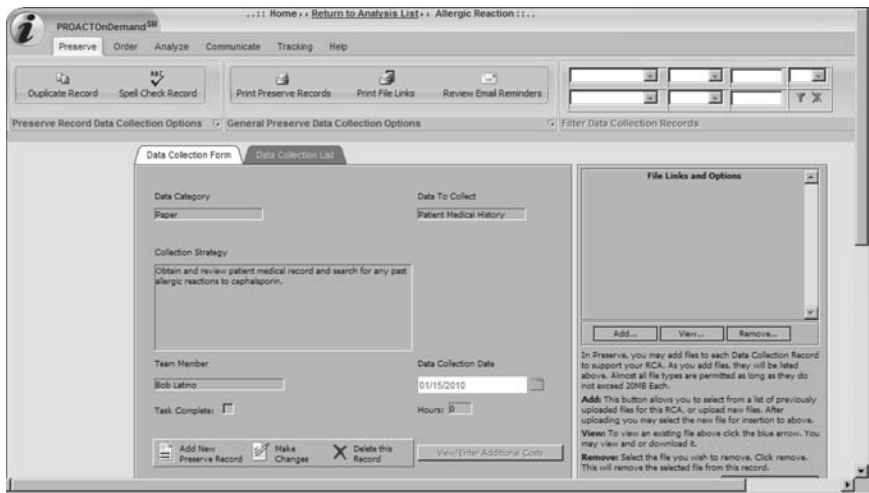 ..:: Home›› Return to Analysis List›› Allergic Reaction::..
i PROACTOnDemand SM
Preserve Order Analyze Communicate Tracking Help
Duplicate Record Spell Check Record Print Preserve Records Print File Links Review Email Reminders
Preserve Record Data Collection Options General Preserve Data Collection Options Filter Data Collection Records
Data Collection Form Data Collection List
Data Category Data To Collect
Paper Patient Medical History
Collection Strategy
Obtain and review patient medical record and search for any past
allergic reactions to cephalsporin.
Team Member Data Collection Date
Bob Latino 01/15/2010
Task Complete: Hours: 0
Add New
Preserve Record
Make
Changes
Delete this
Record
View/Enter Additional Costs
File Links and Options
Add... View... Remove...
In Preserve, you may add files to each Data Collection Record
to support your RCA. As you add files, they will be listed
above. Almost all file types are permitted as long as they do
not exceed 20MB Each.
Add: This button allows you to select from a list of previously
uploaded files for this RCA, or upload new files. After
uploading you may select the new file for insertion to above.
View: To view an existing file above click the blue arrow. You
may view and or download it.
Remove: Select the file you wish to remove. Click remove.
This will remove the selected file from this record.